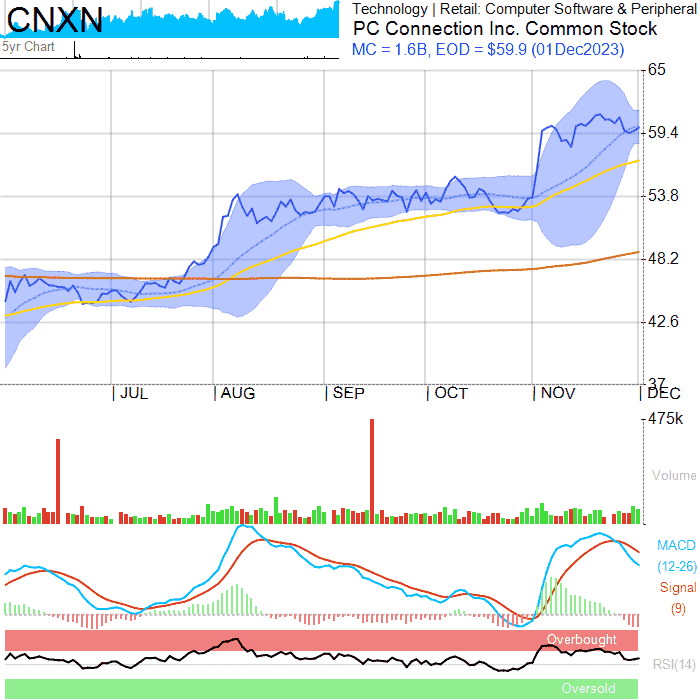 CNXN
5yr Chart
Technology | Retail: Computer Software & Peripheral
PC Connection Inc. Common Stock
MC = 1.6B, EOD = $59.9 (01Dec2023)
65
59.4
53.8
48.2
42.6
37
| JUL | AUG | SEP | OCT | NOV | DEC
475k
Volume
MACD
(12-26)
Signal
(9)
Overbought
RSI(14)
Oversold